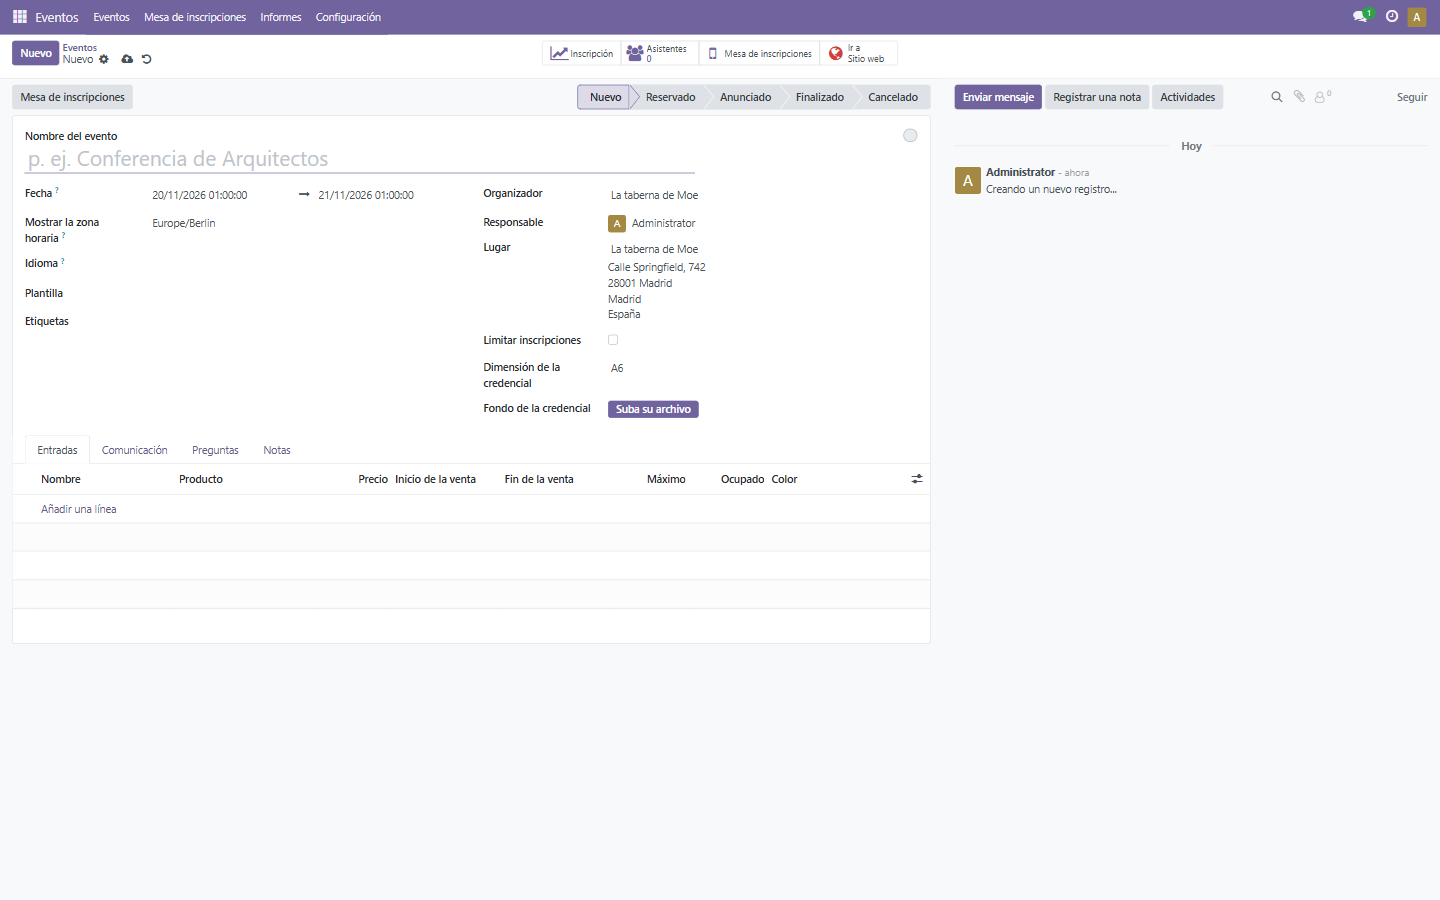 Eventos Eventos Mesa de inscripciones Informes Configuración 1 A
Nuevo Eventos
Nuevo
Inscripción
Asistentes
0
Mesa de inscripciones
Ir a
Sitio web
Mesa de inscripciones
Nuevo Reservado Anunciado Finalizado Cancelado
Enviar mensaje Registrar una nota Actividades 0 Seguir
Nombre del evento
p. ej. Conferencia de Arquitectos
Fecha ? 20/11/2026 01:00:00 → 21/11/2026 01:00:00
Mostrar la zona
horaria ? Europe/Berlin
Idioma ?
Plantilla
Etiquetas
Organizador La taberna de Moe
Responsable A Administrator
Lugar La taberna de Moe
Calle Springfield, 742
28001 Madrid
Madrid
España
Limitar inscripciones
Dimensión de la
credencial A6
Fondo de la credencial Suba su archivo
Hoy
A
Administrator - ahora
Creando un nuevo registro...
Entradas Comunicación Preguntas Notas
Nombre Producto Precio Inicio de la venta Fin de la venta Máximo Ocupado Color
Añadir una línea